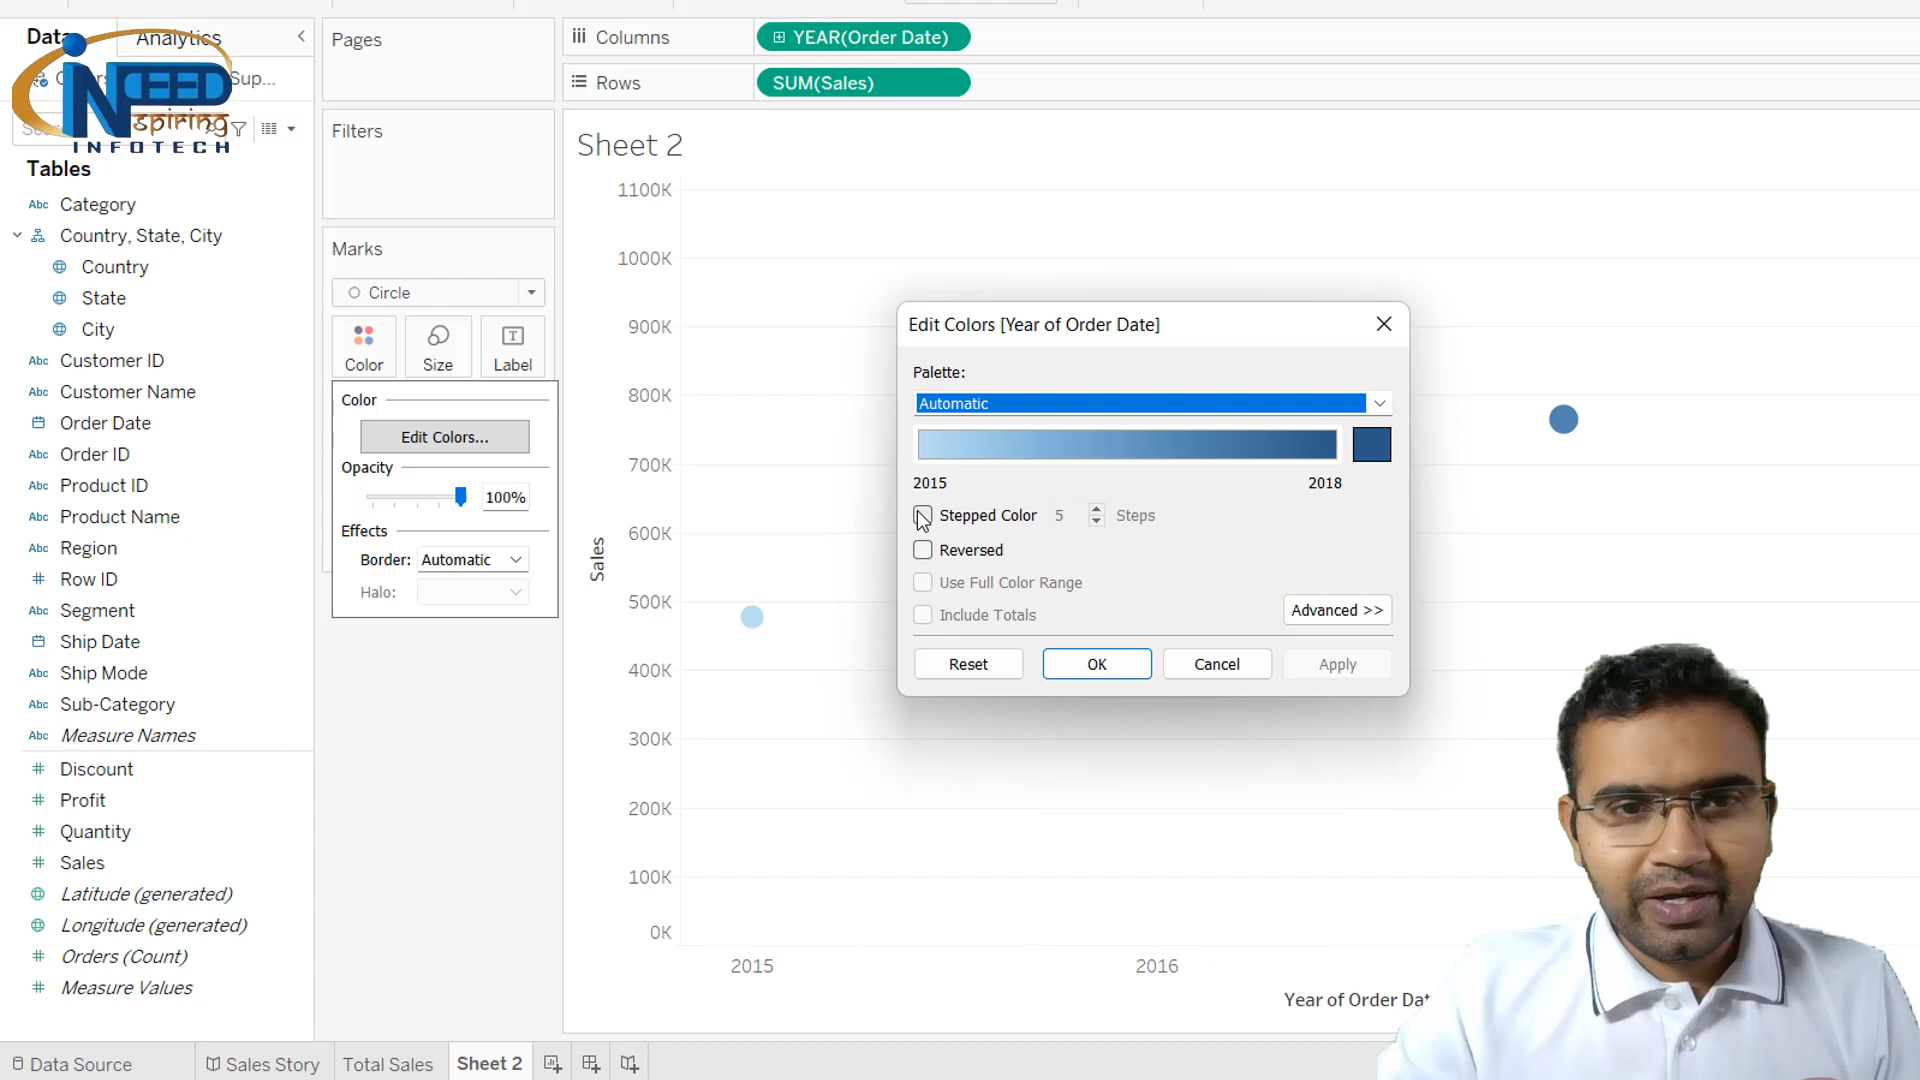 Data
Analytics
Pages
Columns
YEAR(Order Date)
Rows
SUM(Sales)
iNEED
iNspiring
INFOTECH
Sup...
Filters
Sheet 2
Tables
Category
Country, State, City
Country
State
City
Customer ID
Customer Name
Order Date
Order ID
Product ID
Product Name
Region
Row ID
Segment
Ship Date
Ship Mode
Sub-Category
Measure Names
Discount
Profit
Quantity
Sales
Latitude (generated)
Longitude (generated)
Orders (Count)
Measure Values
Marks
Circle
Color
Size
Label
Color
Edit Colors...
Opacity
100%
Effects
Border: Automatic
Halo:
1100K
1000K
900K
800K
700K
600K
500K
400K
300K
200K
100K
0K
Sales
2015
2016
Year of Order Dat
Edit Colors [Year of Order Date]
Palette:
Automatic
2015
2018
Stepped Color 5 Steps
Reversed
Use Full Color Range
Include Totals
Advanced >>
Reset
OK
Cancel
Apply
Data Source
Sales Story
Total Sales
Sheet 2